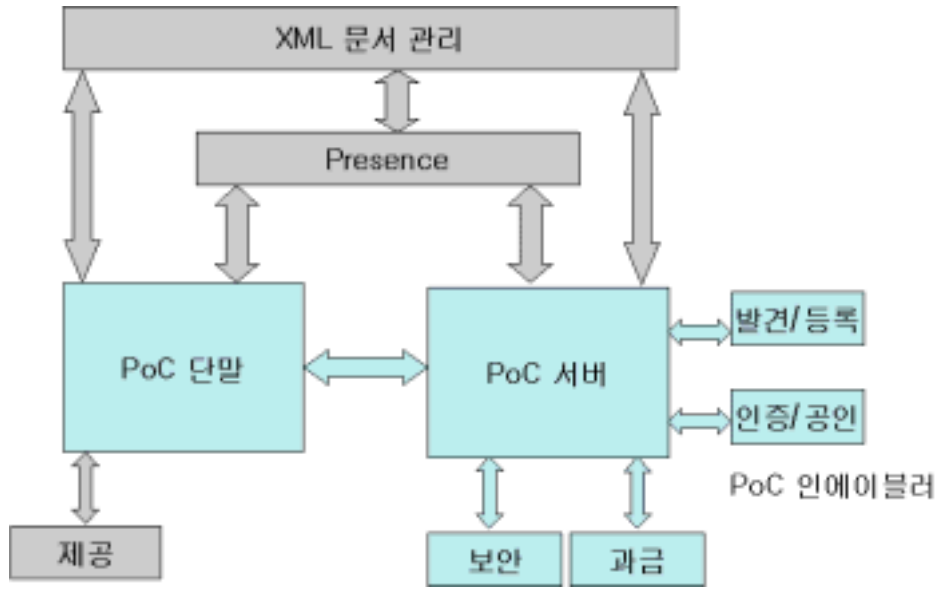 XML 문서 관리
Presence
PoC 단말
PoC 서버
발견/등록
인증/공인
PoC 인에이블러
제공
보안
과금